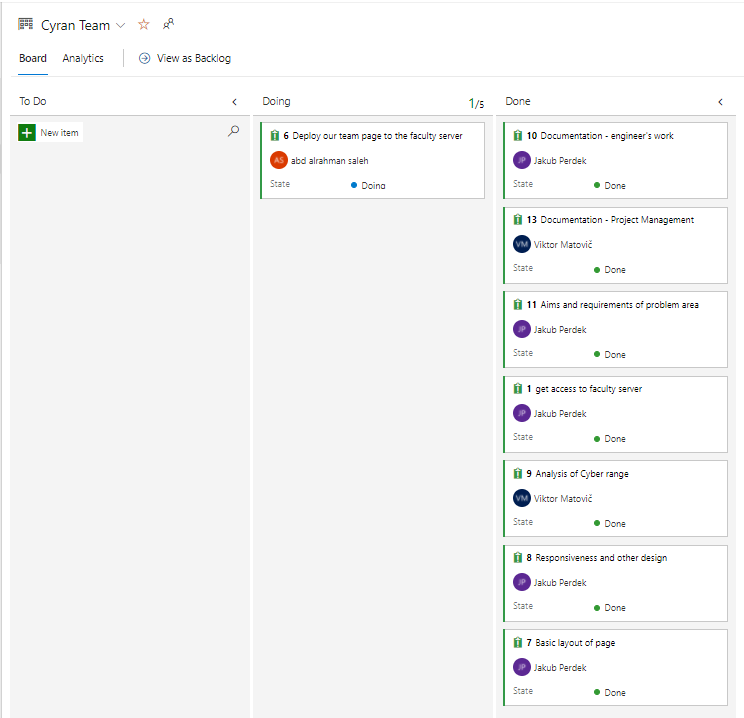 Cyran Team
Board Analytics View as Backlog
To Do
New item
Doing 1/5
6 Deploy our team page to the faculty server
AS abd alrahman saleh
State Doing
Done
10 Documentation - engineer's work
JP Jakub Perdek
State Done
13 Documentation - Project Management
VM Viktor Matovič
State Done
11 Aims and requirements of problem area
JP Jakub Perdek
State Done
1 get access to faculty server
JP Jakub Perdek
State Done
9 Analysis of Cyber range
VM Viktor Matovič
State Done
8 Responsiveness and other design
JP Jakub Perdek
State Done
7 Basic layout of page
JP Jakub Perdek
State Done